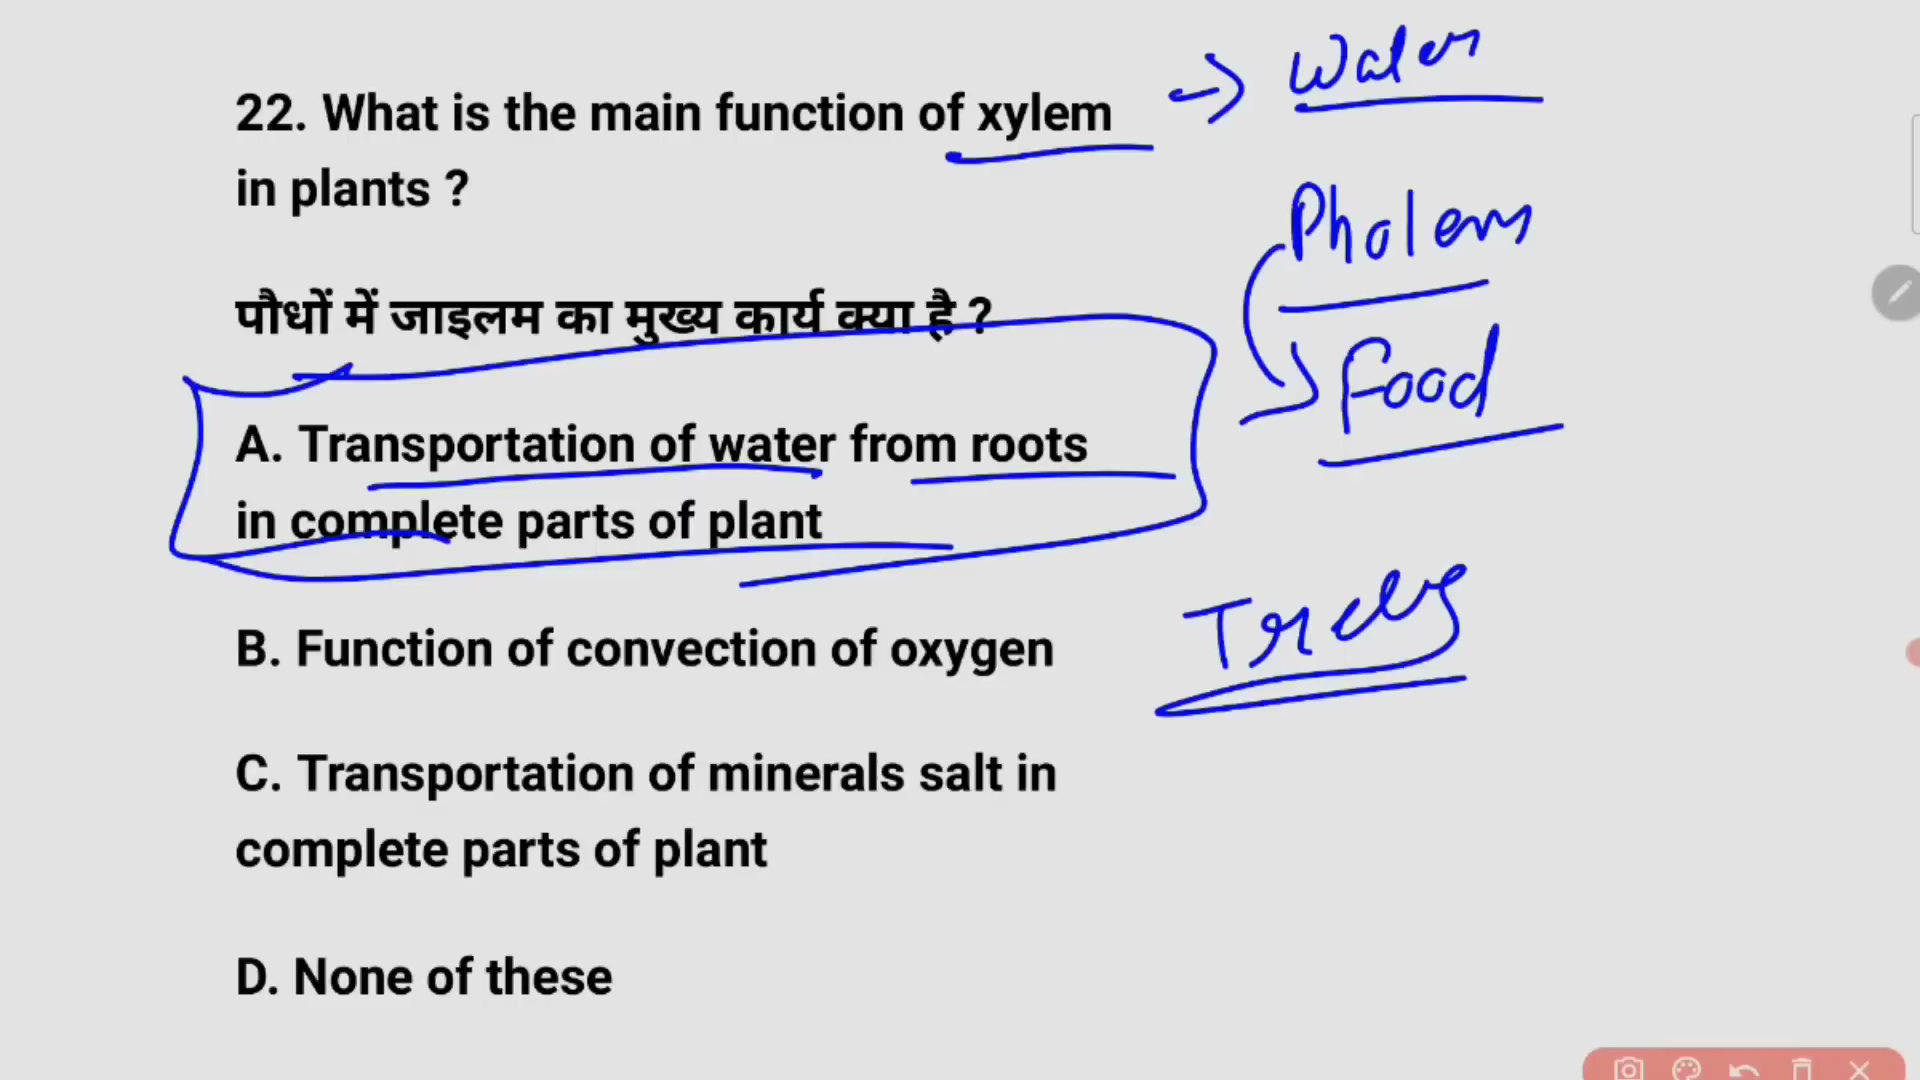 22. What is the main function of xylem
in plants ?
→ Water
Pholem
Food
पौधों में जाइलम का मुख्य कार्य क्या है ?
A. Transportation of water from roots
in complete parts of plant
B. Function of convection of oxygen
C. Transportation of minerals salt in
complete parts of plant
D. None of these